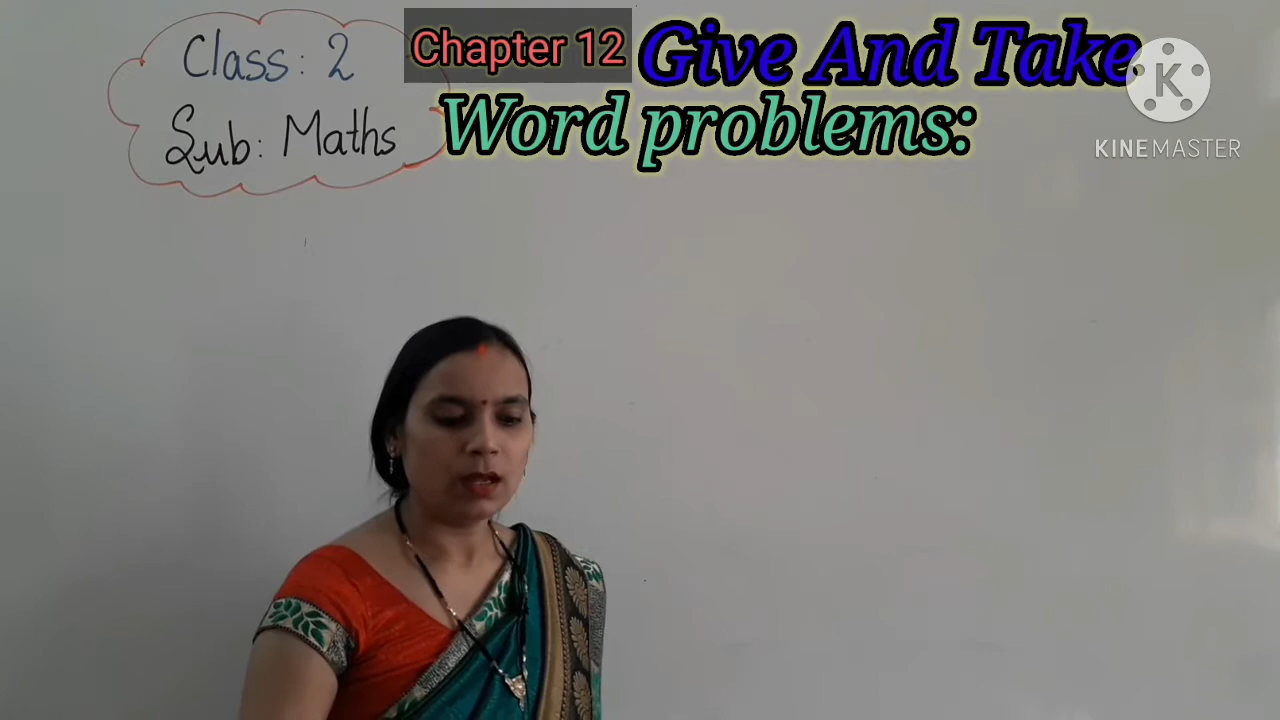 Class: 2
Sub: Maths
Chapter 12 Give And Take
Word problems:
KINEMASTER